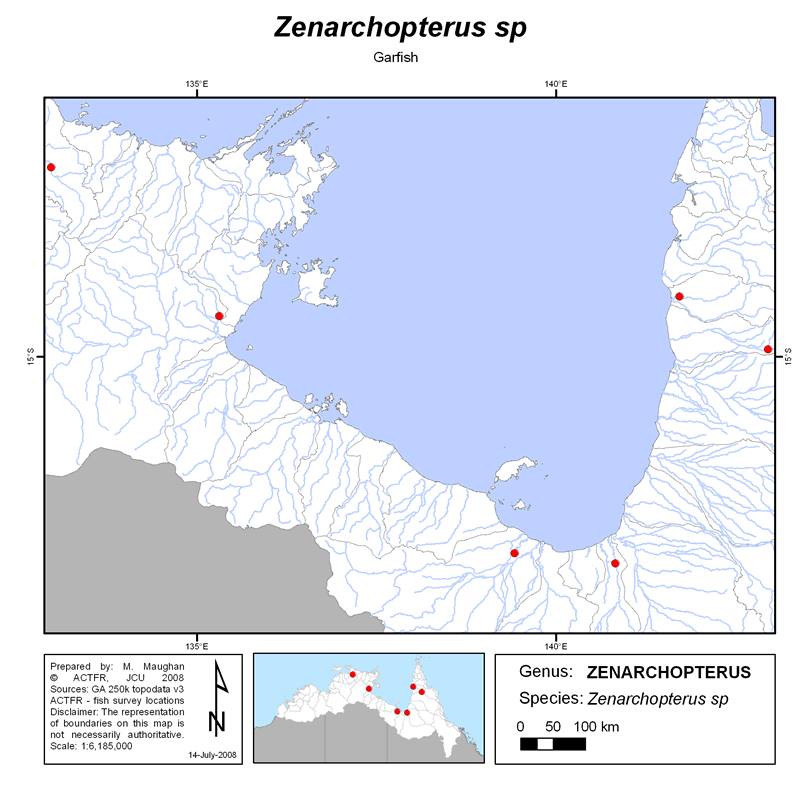 Zenarchopterus sp
Garfish
135°E 140°E
15°S 15°S
135°E 140°E
Prepared by: M. Maughan
© ACTFR, JCU 2008
Sources: GA 250k topodata v3
ACTFR - fish survey locations
Disclaimer: The representation
of boundaries on this map is
not necessarily authoritative.
Scale: 1:6,185,000
N
14-July-2008
Genus: ZENARCHOPTERUS
Species: Zenarchopterus sp
0 50 100 km